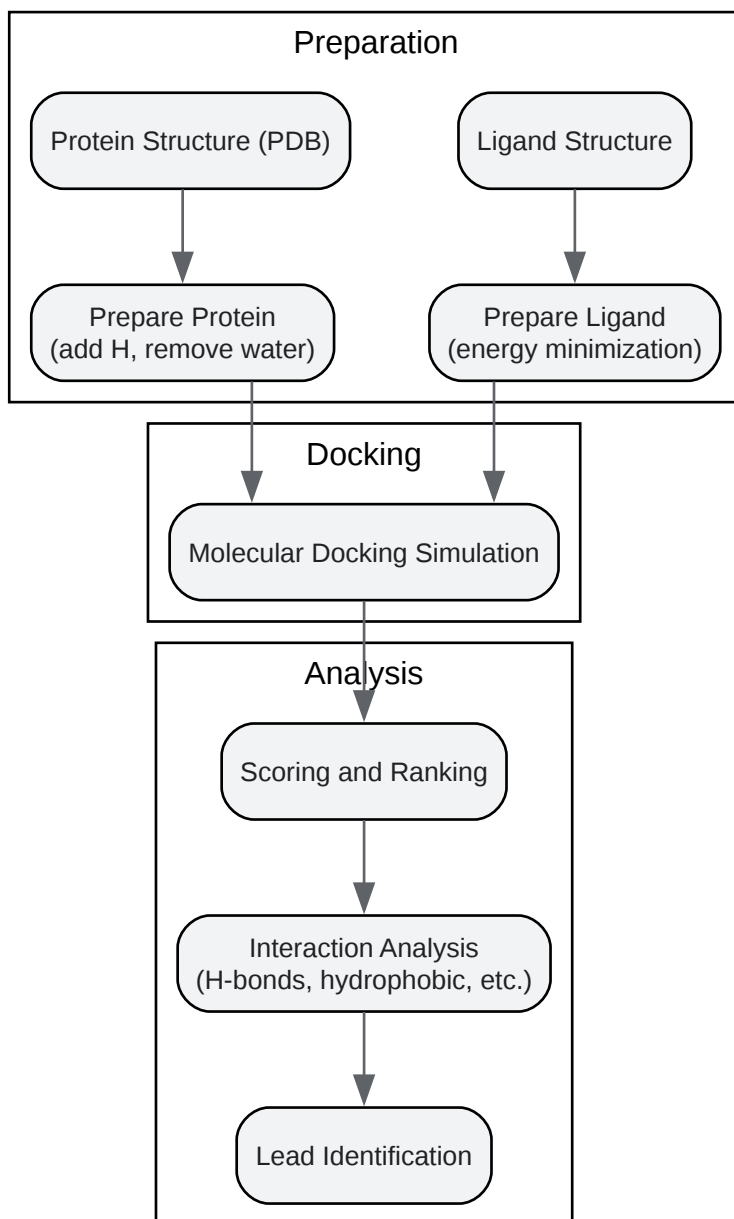 Preparation
Protein Structure (PDB)
Ligand Structure
Prepare Protein
(add H, remove water)
Prepare Ligand
(energy minimization)
Docking
Molecular Docking Simulation
Analysis
Scoring and Ranking
Interaction Analysis
(H-bonds, hydrophobic, etc.)
Lead Identification